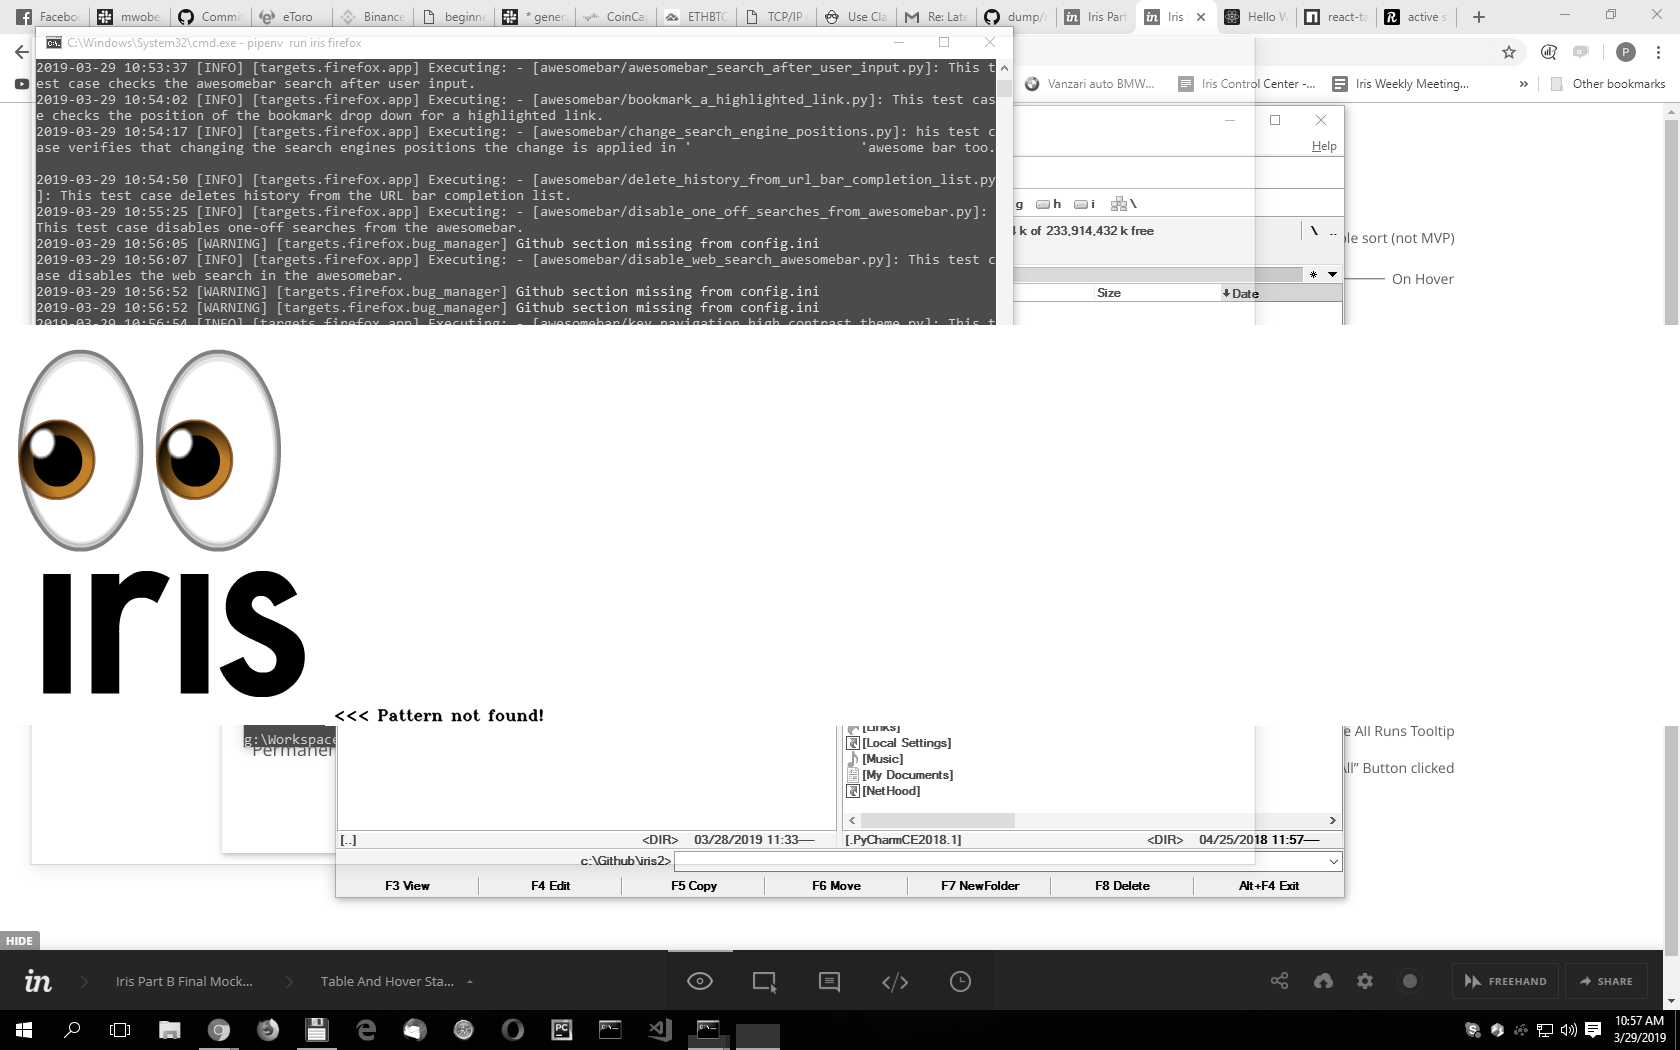 Faceboo
mwobe
Commi
eToro
Binance
beginne
* gener
CoinCa
ETHBTC
TCP/IP
Use Cla
Re: Late
dump/
Iris Part
Iris
Hello W
react-ta
active s
C:\Windows\System32\cmd.exe - pipenv run iris firefox
2019-03-29 10:53:37 [INFO] [targets.firefox.app] Executing: - [awesomebar/awesomebar_search_after_user_input.py]: This t
est case checks the awesomebar search after user input.
2019-03-29 10:54:02 [INFO] [targets.firefox.app] Executing: - [awesomebar/bookmark_a_highlighted_link.py]: This test cas
e checks the position of the bookmark drop down for a highlighted link.
2019-03-29 10:54:17 [INFO] [targets.firefox.app] Executing: - [awesomebar/change_search_engine_positions.py]: his test c
ase verifies that changing the search engines positions the change is applied in ' 'awesome bar too.
2019-03-29 10:54:50 [INFO] [targets.firefox.app] Executing: - [awesomebar/delete_history_from_url_bar_completion_list.py
]: This test case deletes history from the URL bar completion list.
2019-03-29 10:55:25 [INFO] [targets.firefox.app] Executing: - [awesomebar/disable_one_off_searches_from_awesomebar.py]:
This test case disables one-off searches from the awesomebar.
2019-03-29 10:56:05 [WARNING] [targets.firefox.bug_manager] Github section missing from config.ini
2019-03-29 10:56:07 [INFO] [targets.firefox.app] Executing: - [awesomebar/disable_web_search_awesomebar.py]: This test c
ase disables the web search in the awesomebar.
2019-03-29 10:56:52 [WARNING] [targets.firefox.bug_manager] Github section missing from config.ini
2019-03-29 10:56:52 [WARNING] [targets.firefox.bug_manager] Github section missing from config.ini
2019-03-29 10:56:54 [INFO] [targets.firefox.app] Executing: - [awesomebar/key_navigation_high_contrast_theme.py]: This t
P
Vanzari auto BMW...
Iris Control Center -...
Iris Weekly Meeting...
»
Other bookmarks
Help
g h i \
k of 233,914,432 k free
\ ..
* 
Size
Date
le sort (not MVP)
On Hover
iris
<<< Pattern not found!
g:\Workspace
Permaner
[Links]
[Local Settings]
[Music]
[My Documents]
[NetHood]
e All Runs Tooltip
All” Button clicked
[..] <DIR> 03/28/2019 11:33----
[.PyCharmCE2018.1] <DIR> 04/25/2018 11:57----
c:\Github\iris2>
F3 View
F4 Edit
F5 Copy
F6 Move
F7 NewFolder
F8 Delete
Alt+F4 Exit
HIDE
in
Iris Part B Final Mock...
Table And Hover Sta...
FREEHAND
SHARE
PC
10:57 AM
3/29/2019